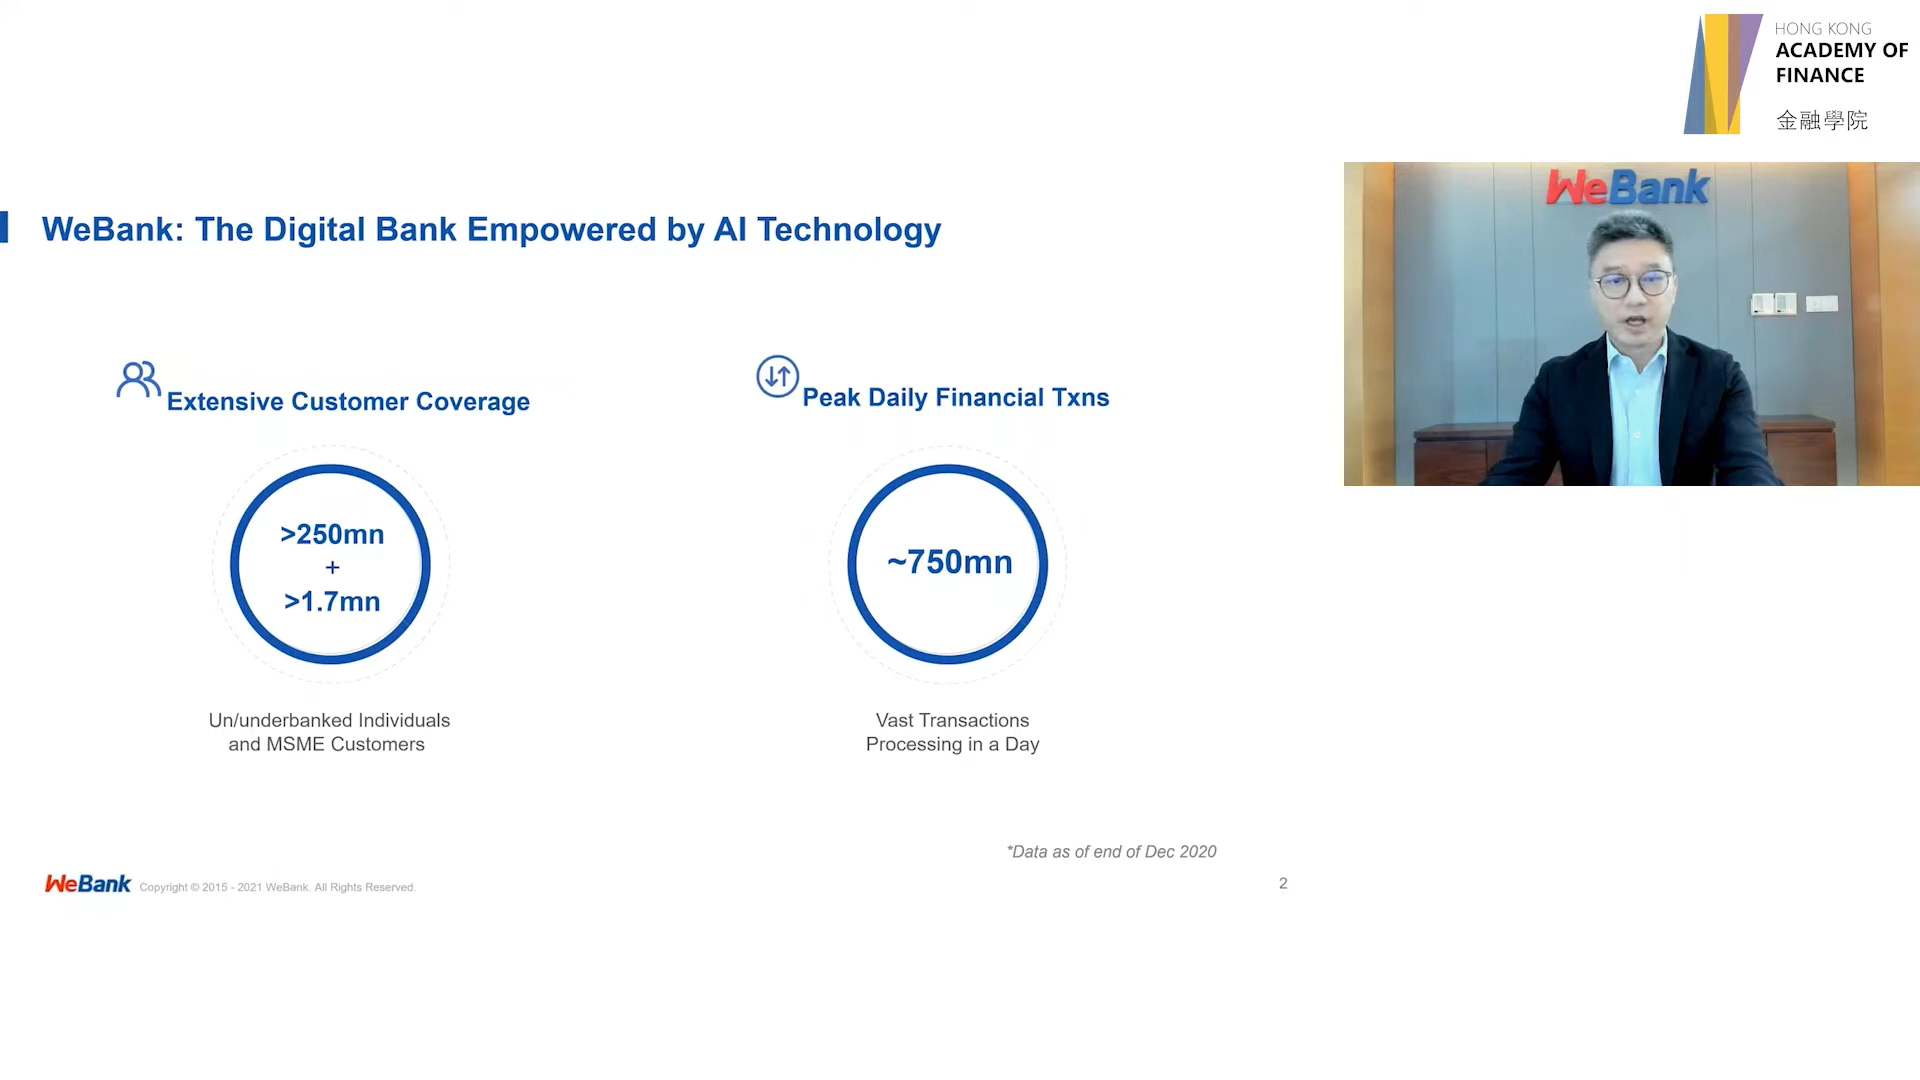 HONG KONG
ACADEMY OF
FINANCE
金融學院
WeBank
WeBank: The Digital Bank Empowered by AI Technology
Extensive Customer Coverage
>250mn
+
>1.7mn
Un/underbanked Individuals
and MSME Customers
Peak Daily Financial Txns
~750mn
Vast Transactions
Processing in a Day
*Data as of end of Dec 2020
WeBank Copyright © 2015 - 2021 WeBank. All Rights Reserved.
2